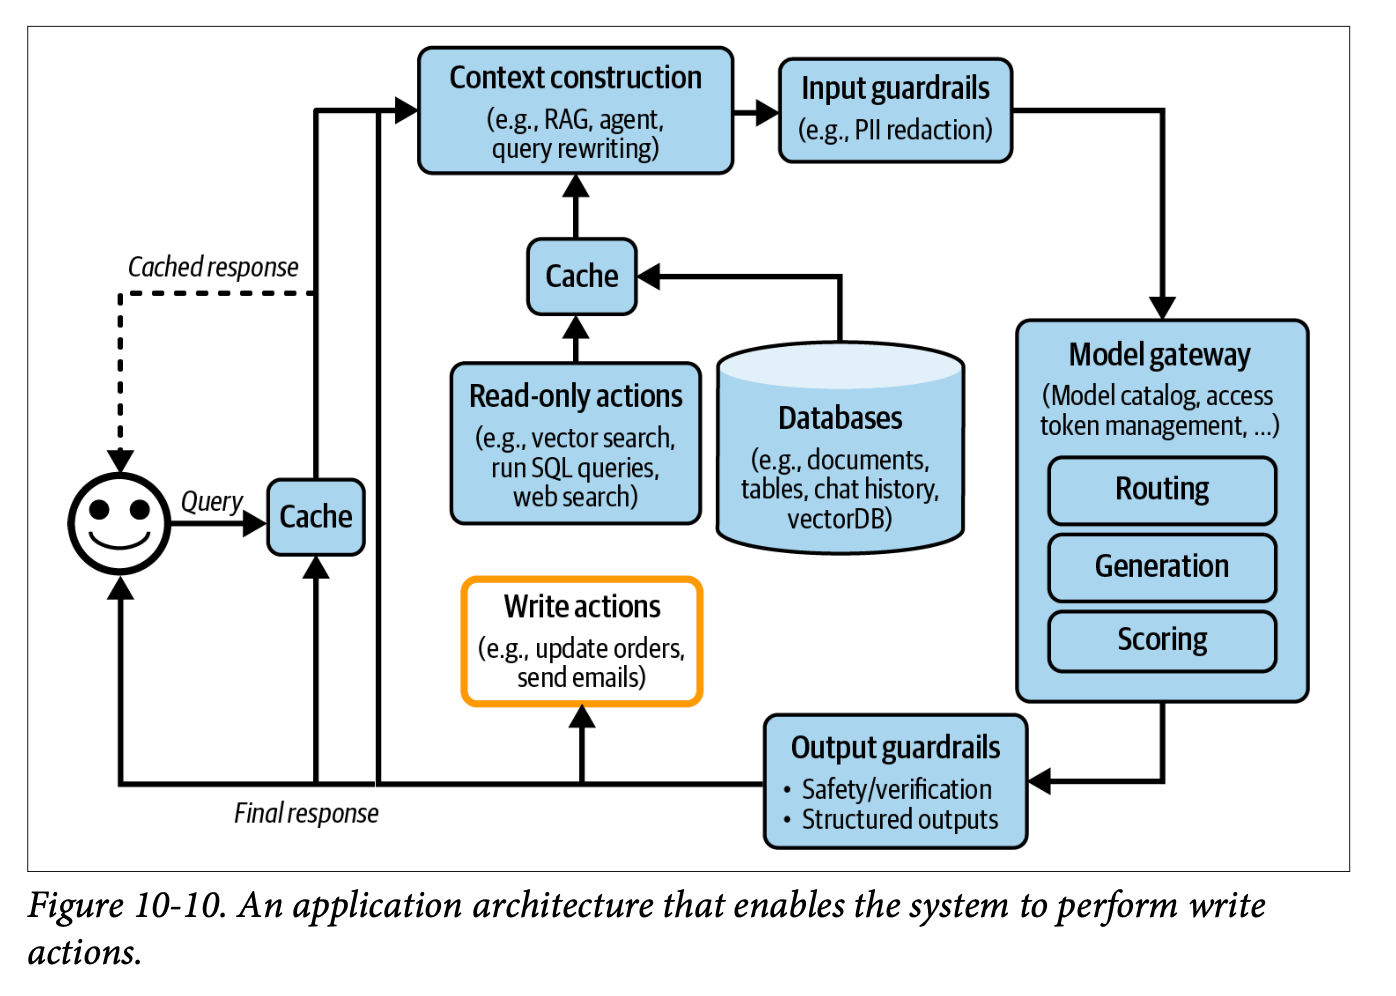 Context construction
(e.g., RAG, agent,
query rewriting)
Input guardrails
(e.g., PII redaction)
Cached response
Cache
Read-only actions
(e.g., vector search,
run SQL queries,
web search)
Databases
(e.g., documents,
tables, chat history,
vectorDB)
Model gateway
(Model catalog, access
token management, ...)
Routing
Generation
Scoring
Query
Cache
Write actions
(e.g., update orders,
send emails)
Output guardrails
• Safety/verification
• Structured outputs
Final response
Figure 10-10. An application architecture that enables the system to perform write
actions.